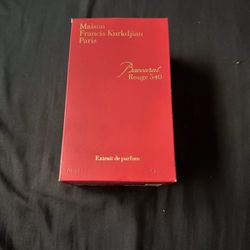 Maison
Francis Kurkdjian
Paris
Baccarat
Rouge 540
Extrait de parfum